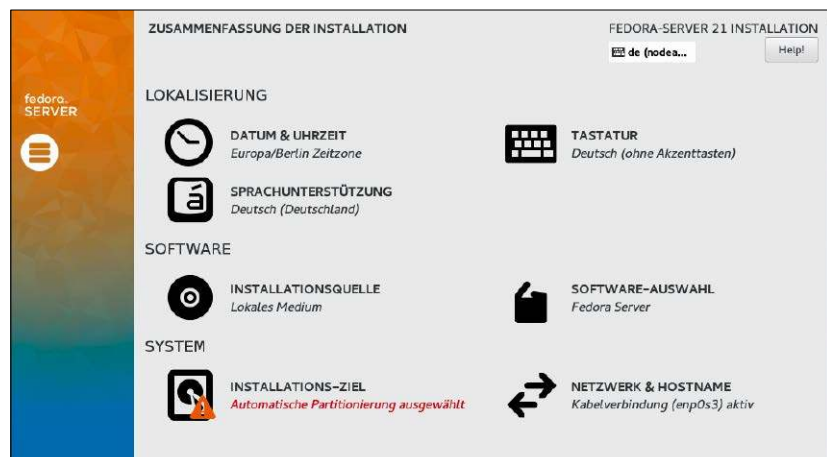 ZUSAMMENFASSUNG DER INSTALLATION
FEDORA-SERVER 21 INSTALLATION
de (nodea...
Help!
fedora.
SERVER
LOKALISIERUNG
DATUM & UHRZEIT
Europa/Berlin Zeitzone
TASTATUR
Deutsch (ohne Akzenttasten)
SPRACHUNTERSTÜTZUNG
Deutsch (Deutschland)
SOFTWARE
INSTALLATIONSQUELLE
Lokales Medium
SOFTWARE-AUSWAHL
Fedora Server
SYSTEM
INSTALLATIONS-ZIEL
Automatische Partitionierung ausgewählt
NETZWERK & HOSTNAME
Kabelverbindung (enp0s3) aktiv